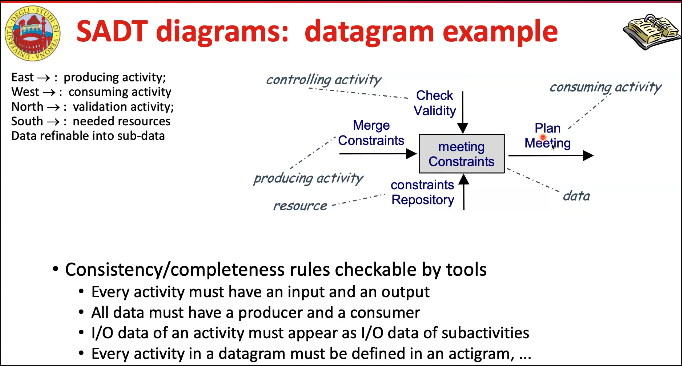 SADT diagrams: datagram example
East → : producing activity;
West → : consuming activity
North → : validation activity;
South → : needed resources
Data refinable into sub-data
controlling activity
consuming activity
Check
Validity
Merge
Constraints
Plan
Meeting
meeting
Constraints
producing activity
constraints
Repository
resource
data
• Consistency/completeness rules checkable by tools
• Every activity must have an input and an output
• All data must have a producer and a consumer
• I/O data of an activity must appear as I/O data of subactivities
• Every activity in a datagram must be defined in an actigram, ...